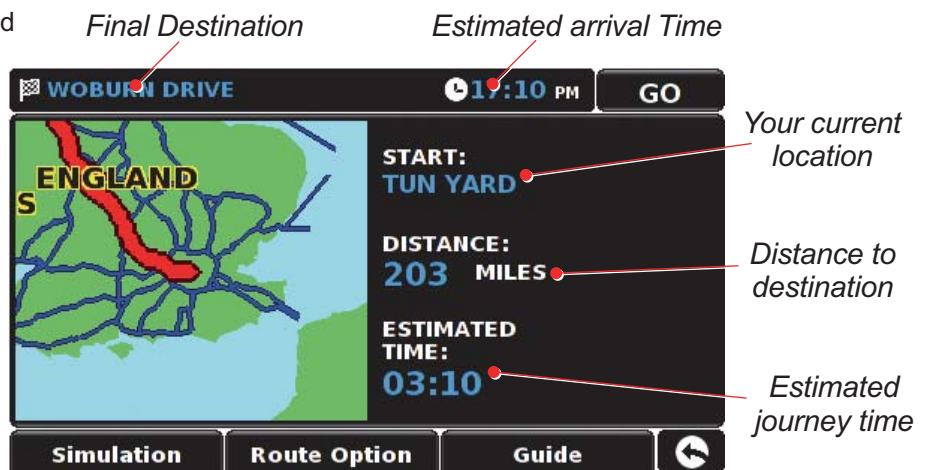 d
Final Destination
Estimated arrival Time
WOBURN DRIVE
17:10 PM
GO
Your current
location
ENGLAND
S
START:
TUN YARD
DISTANCE:
203 MILES
Distance to
destination
ESTIMATED
TIME:
03:10
Estimated
journey time
Simulation
Route Option
Guide